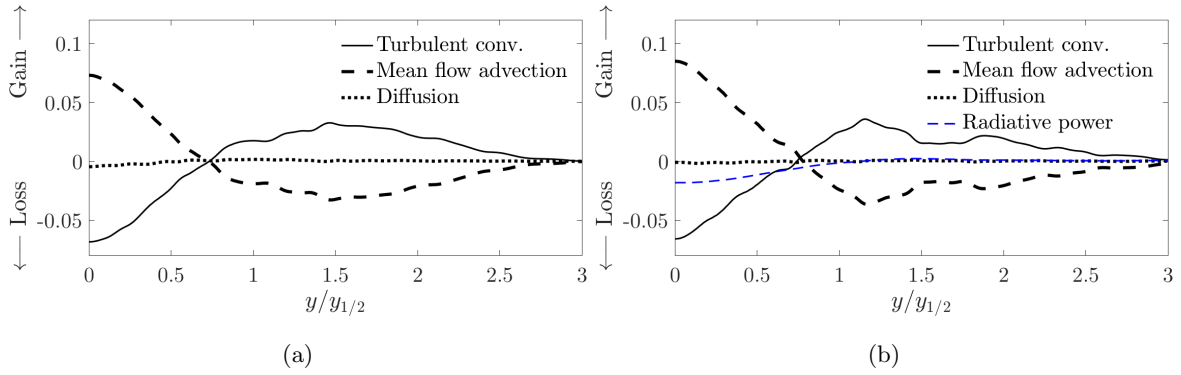 Gain ⟶
⟵ Loss
0.1
0.05
0
-0.05
0
0.5
1
1.5
2
2.5
3
y/y1/2
Turbulent conv.
Mean flow advection
Diffusion
(a)
Gain ⟶
⟵ Loss
0.1
0.05
0
-0.05
0
0.5
1
1.5
2
2.5
3
y/y1/2
Turbulent conv.
Mean flow advection
Diffusion
Radiative power
(b)